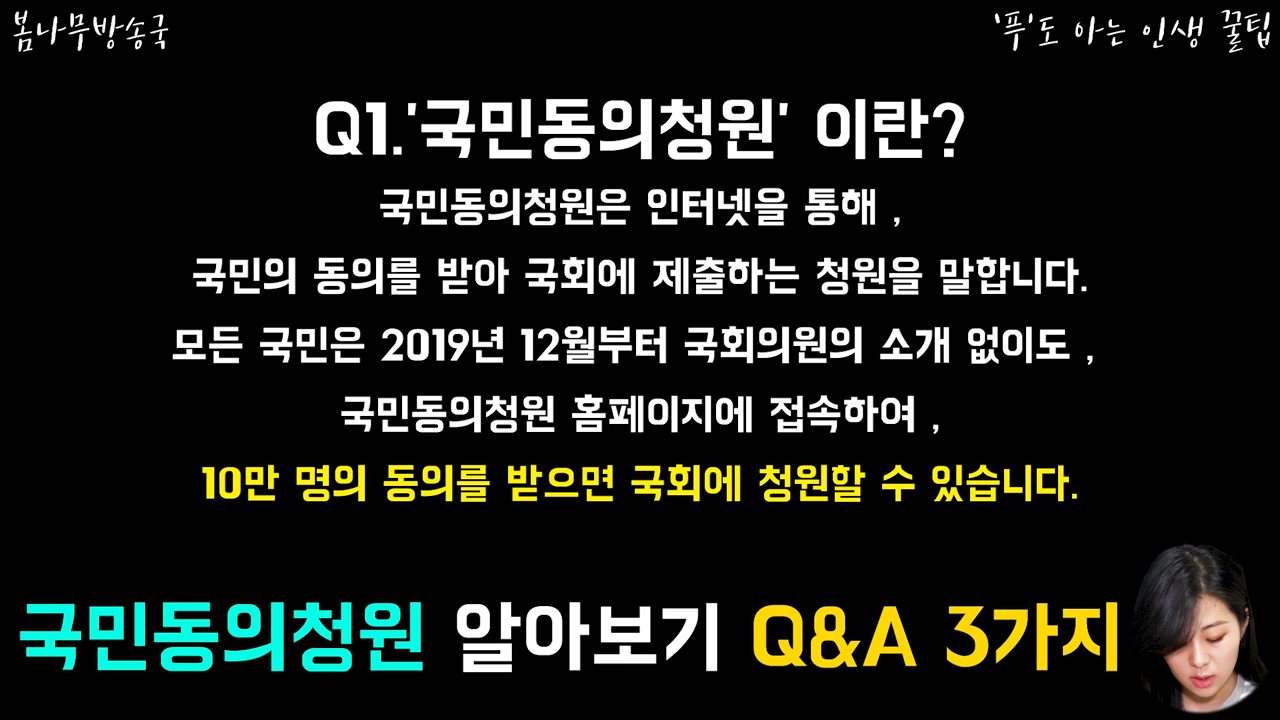 봄나무방송국
'푸'도 아는 인생 꿀팁
Q1.'국민동의청원' 이란?
국민동의청원은 인터넷을 통해 ,
국민의 동의를 받아 국회에 제출하는 청원을 말합니다.
모든 국민은 2019년 12월부터 국회의원의 소개 없이도 ,
국민동의청원 홈페이지에 접속하여 ,
10만 명의 동의를 받으면 국회에 청원할 수 있습니다.
국민동의청원 알아보기 Q&A 3가지